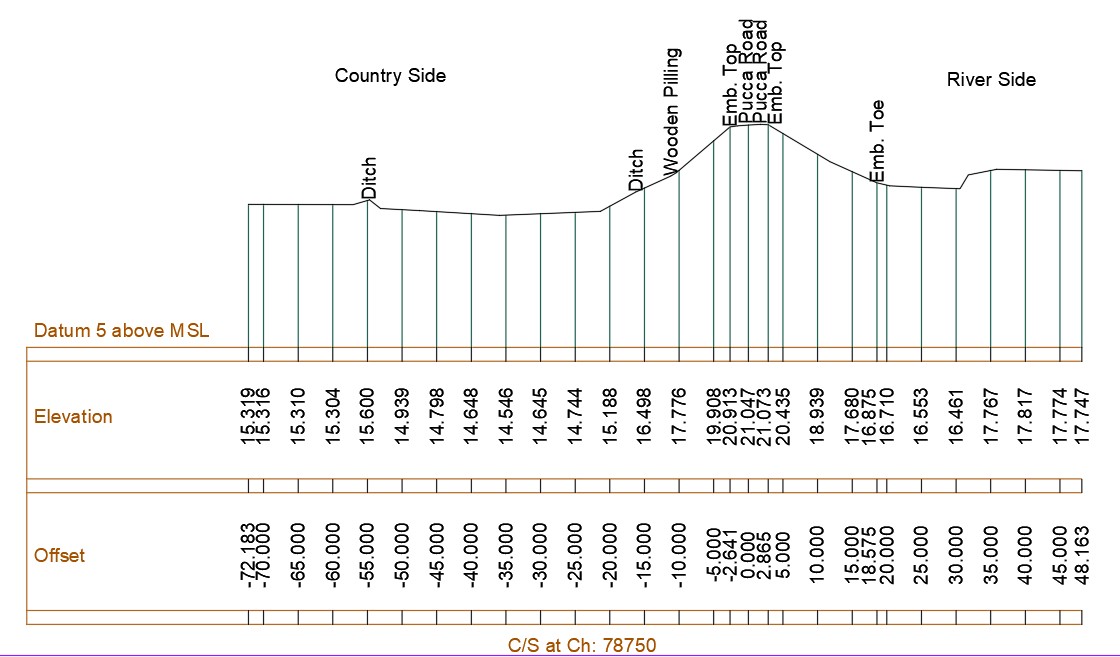 Country Side
River Side
Ditch
Ditch
Wooden Pilling
Emb. Top
Pucca Road
Pucca Road
Emb. Top
Emb. Toe
Datum 5 above MSL
Elevation
15.319 15.316 15.310 15.304 15.600 14.939 14.798 14.648 14.546 14.645 14.744 15.188 16.498 17.776 19.908 20.913 21.047 21.073 20.435 18.939 17.680 16.875 16.710 16.553 16.461 17.767 17.817 17.774 17.747
Offset
-72.183 -70.000 -65.000 -60.000 -55.000 -50.000 -45.000 -40.000 -35.000 -30.000 -25.000 -20.000 -15.000 -10.000 -5.000 -2.641 0.000 2.865 5.000 10.000 15.000 18.575 20.000 25.000 30.000 35.000 40.000 45.000 48.163
C/S at Ch: 78750